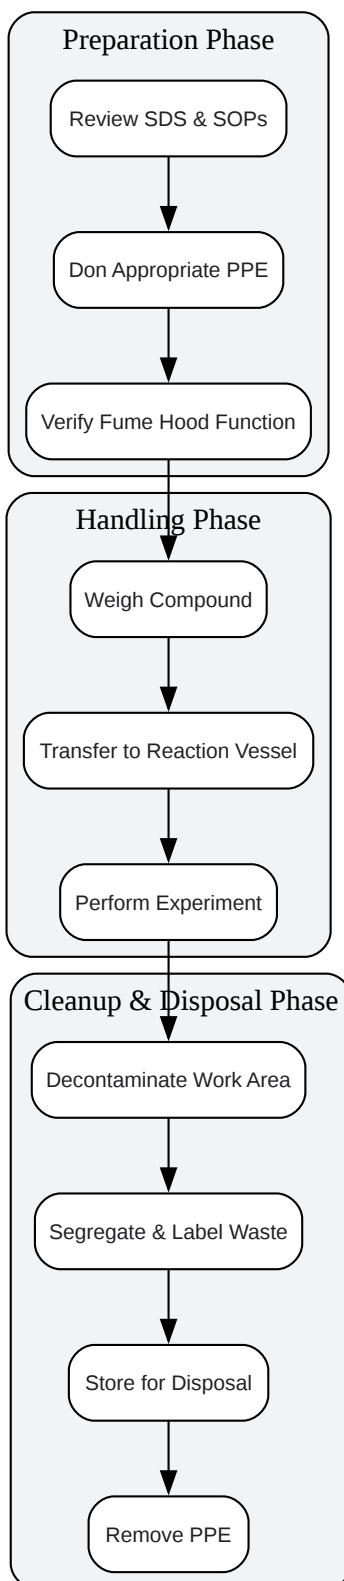 Preparation Phase
Review SDS & SOPs
Don Appropriate PPE
Verify Fume Hood Function
Handling Phase
Weigh Compound
Transfer to Reaction Vessel
Perform Experiment
Cleanup & Disposal Phase
Decontaminate Work Area
Segregate & Label Waste
Store for Disposal
Remove PPE